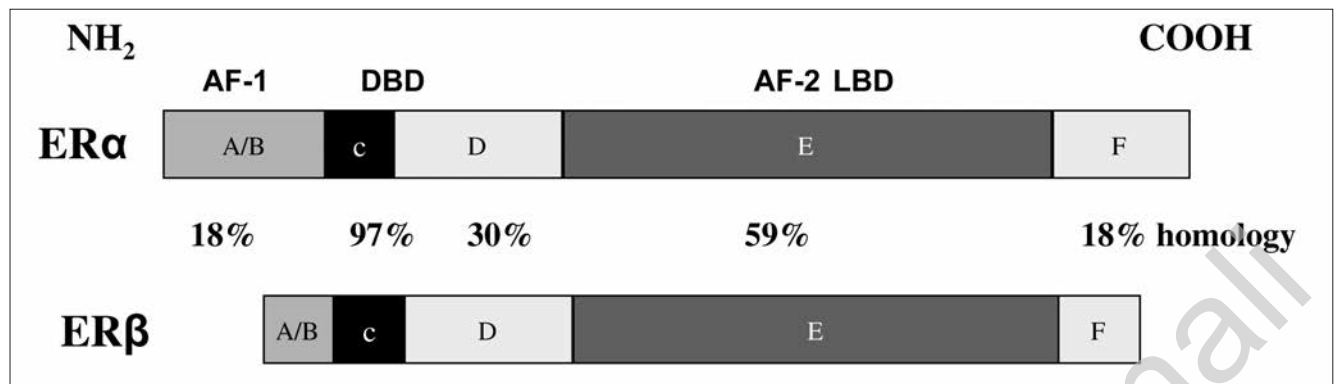 NH₂ COOH
AF-1 DBD AF-2 LBD
ERα A/B c D E F
18% 97% 30% 59% 18% homology
ERβ A/B c D E F